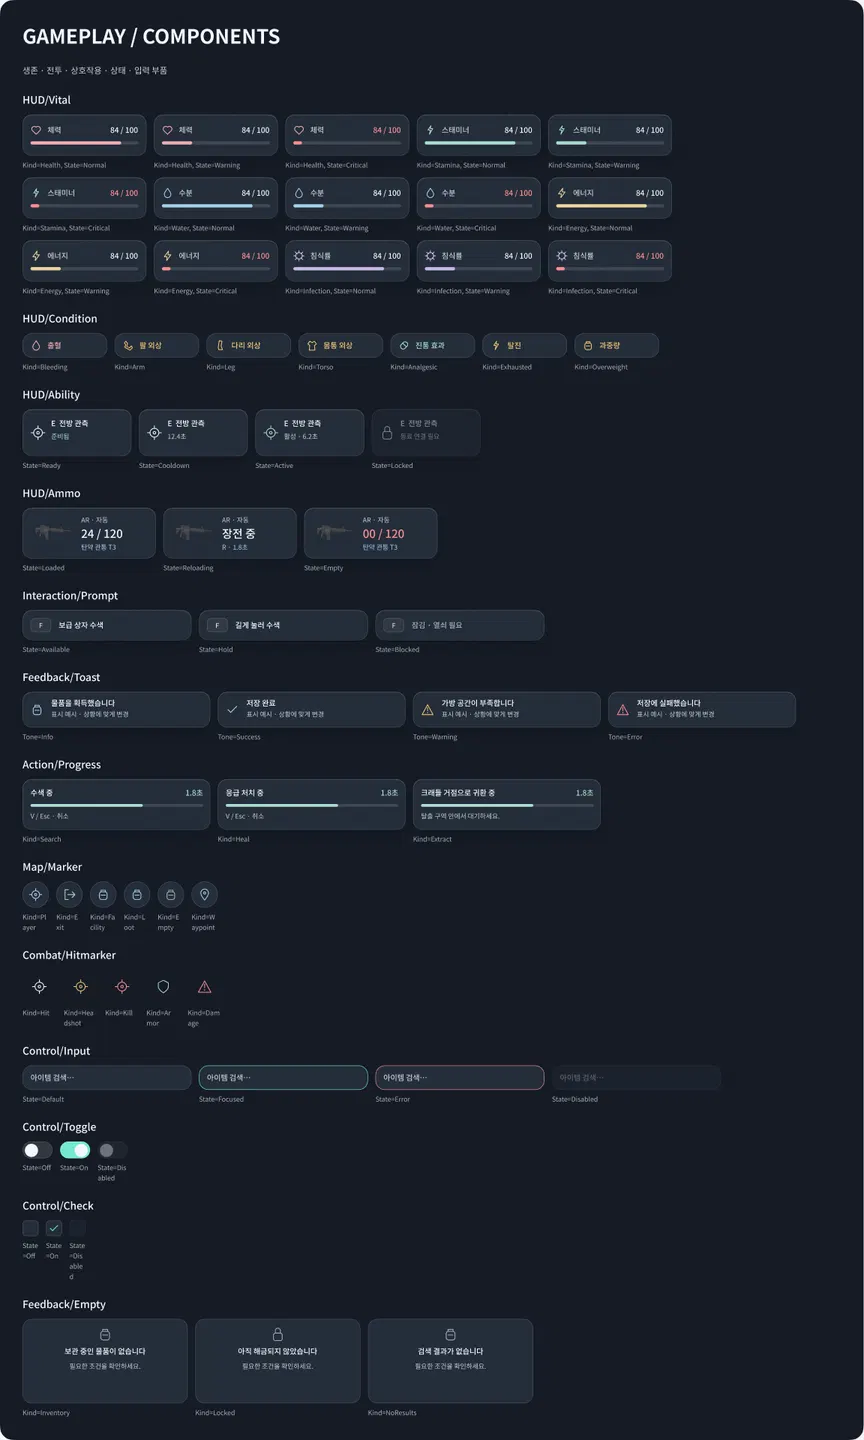 GAMEPLAY / COMPONENTS
생존 · 전투 · 상호작용 · 상태 · 입력 부품
HUD/Vital
체력 84 / 100
체력 84 / 100
체력 84 / 100
스태미너 84 / 100
스태미너 84 / 100
Kind=Health, State=Normal
Kind=Health, State=Warning
Kind=Health, State=Critical
Kind=Stamina, State=Normal
Kind=Stamina, State=Warning
스태미너 84 / 100
수분 84 / 100
수분 84 / 100
수분 84 / 100
에너지 84 / 100
Kind=Stamina, State=Critical
Kind=Water, State=Normal
Kind=Water, State=Warning
Kind=Water, State=Critical
Kind=Energy, State=Normal
에너지 84 / 100
에너지 84 / 100
침식률 84 / 100
침식률 84 / 100
침식률 84 / 100
Kind=Energy, State=Warning
Kind=Energy, State=Critical
Kind=Infection, State=Normal
Kind=Infection, State=Warning
Kind=Infection, State=Critical
HUD/Condition
출혈
팔 외상
다리 외상
몸통 외상
진통 효과
탈진
과중량
Kind=Bleeding
Kind=Arm
Kind=Leg
Kind=Torso
Kind=Analgesic
Kind=Exhausted
Kind=Overweight
HUD/Ability
E 전방 관측
준비됨
E 전방 관측
12.4초
E 전방 관측
활성 · 6.2초
E 전방 관측
동료 연결 필요
State=Ready
State=Cooldown
State=Active
State=Locked
HUD/Ammo
AR · 자동
24 / 120
탄약 관통 T3
AR · 자동
장전 중
R · 1.8초
AR · 자동
00 / 120
탄약 관통 T3
State=Loaded
State=Reloading
State=Empty
Interaction/Prompt
F 보급 상자 수색
F 길게 눌러 수색
F 잠김 · 열쇠 필요
State=Available
State=Hold
State=Blocked
Feedback/Toast
물품을 획득했습니다
표시 예시 · 상황에 맞게 변경
저장 완료
표시 예시 · 상황에 맞게 변경
가방 공간이 부족합니다
표시 예시 · 상황에 맞게 변경
저장에 실패했습니다
표시 예시 · 상황에 맞게 변경
Tone=Info
Tone=Success
Tone=Warning
Tone=Error
Action/Progress
수색 중 1.8초
V / Esc · 취소
응급 처치 중 1.8초
V / Esc · 취소
크래들 거점으로 귀환 중 1.8초
탈출 구역 안에서 대기하세요.
Kind=Search
Kind=Heal
Kind=Extract
Map/Marker
Kind=Pl
ayer
Kind=E
xit
Kind=Fa
cility
Kind=L
oot
Kind=E
mpty
Kind=W
aypoint
Combat/Hitmarker
Kind=Hit
Kind=Hea
dshot
Kind=Kill
Kind=Ar
mor
Kind=Dam
age
Control/Input
아이템 검색…
아이템 검색…
아이템 검색…
아이템 검색…
State=Default
State=Focused
State=Error
State=Disabled
Control/Toggle
State=Off
State=On
State=Dis
abled
Control/Check
State
=Off
State
=On
State
=Dis
able
d
Feedback/Empty
보관 중인 물품이 없습니다
필요한 조건을 확인하세요.
아직 해금되지 않았습니다
필요한 조건을 확인하세요.
검색 결과가 없습니다
필요한 조건을 확인하세요.
Kind=Inventory
Kind=Locked
Kind=NoResults